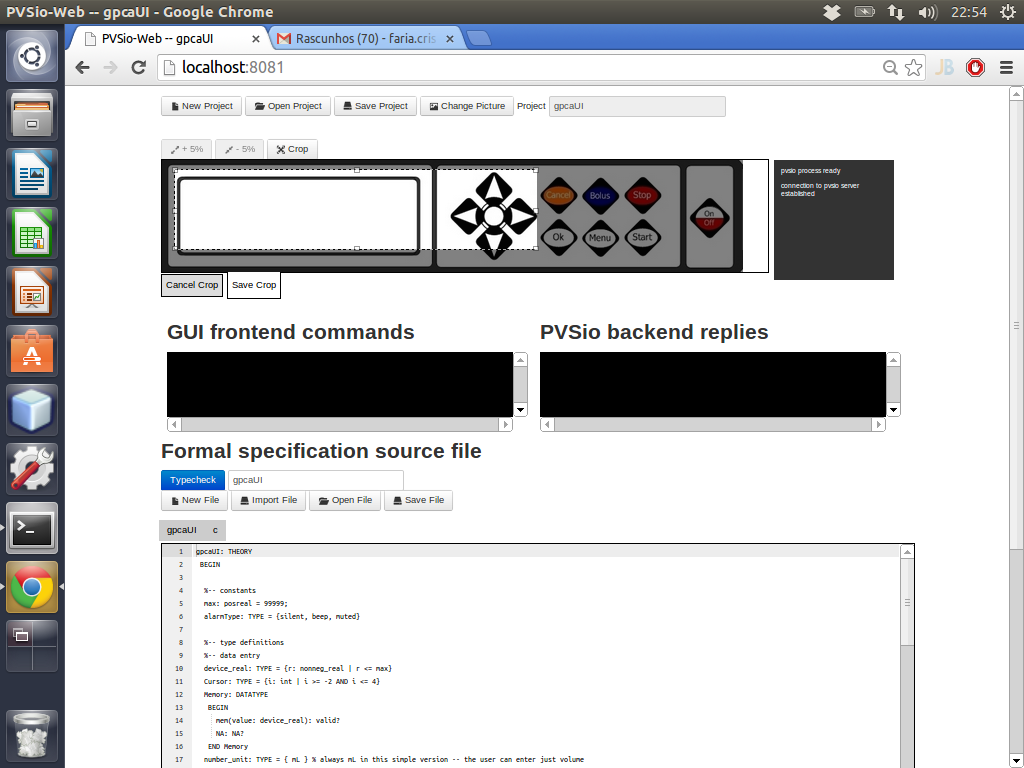 PVSio-Web -- gpcaUI - Google Chrome
22:54
PVSio-Web -- gpcaUI
Rascunhos (70) - faria.cris
localhost:8081
JB
New Project
Open Project
Save Project
Change Picture
Project
gpcaUI
+ 5%
- 5%
Crop
Cancel
Bolus
Stop
Ok
Menu
Start
On
Off
pvsio process ready
connection to pvsio server
established
Cancel Crop
Save Crop
GUI frontend commands
PVSio backend replies
Formal specification source file
Typecheck
gpcaUI
New File
Import File
Open File
Save File
gpcaUI c
1 gpcaUI: THEORY
2 BEGIN
3
4 %-- constants
5 max: posreal = 99999;
6 alarmType: TYPE = {silent, beep, muted}
7
8 %-- type definitions
9 %-- data entry
10 device_real: TYPE = {r: nonneg_real | r <= max}
11 Cursor: TYPE = {i: int | i >= -2 AND i <= 4}
12 Memory: DATATYPE
13 BEGIN
14 mem(value: device_real): valid?
15 NA: NA?
16 END Memory
17 number_unit: TYPE = { mL } % always mL in this simple version -- the user can enter just volume